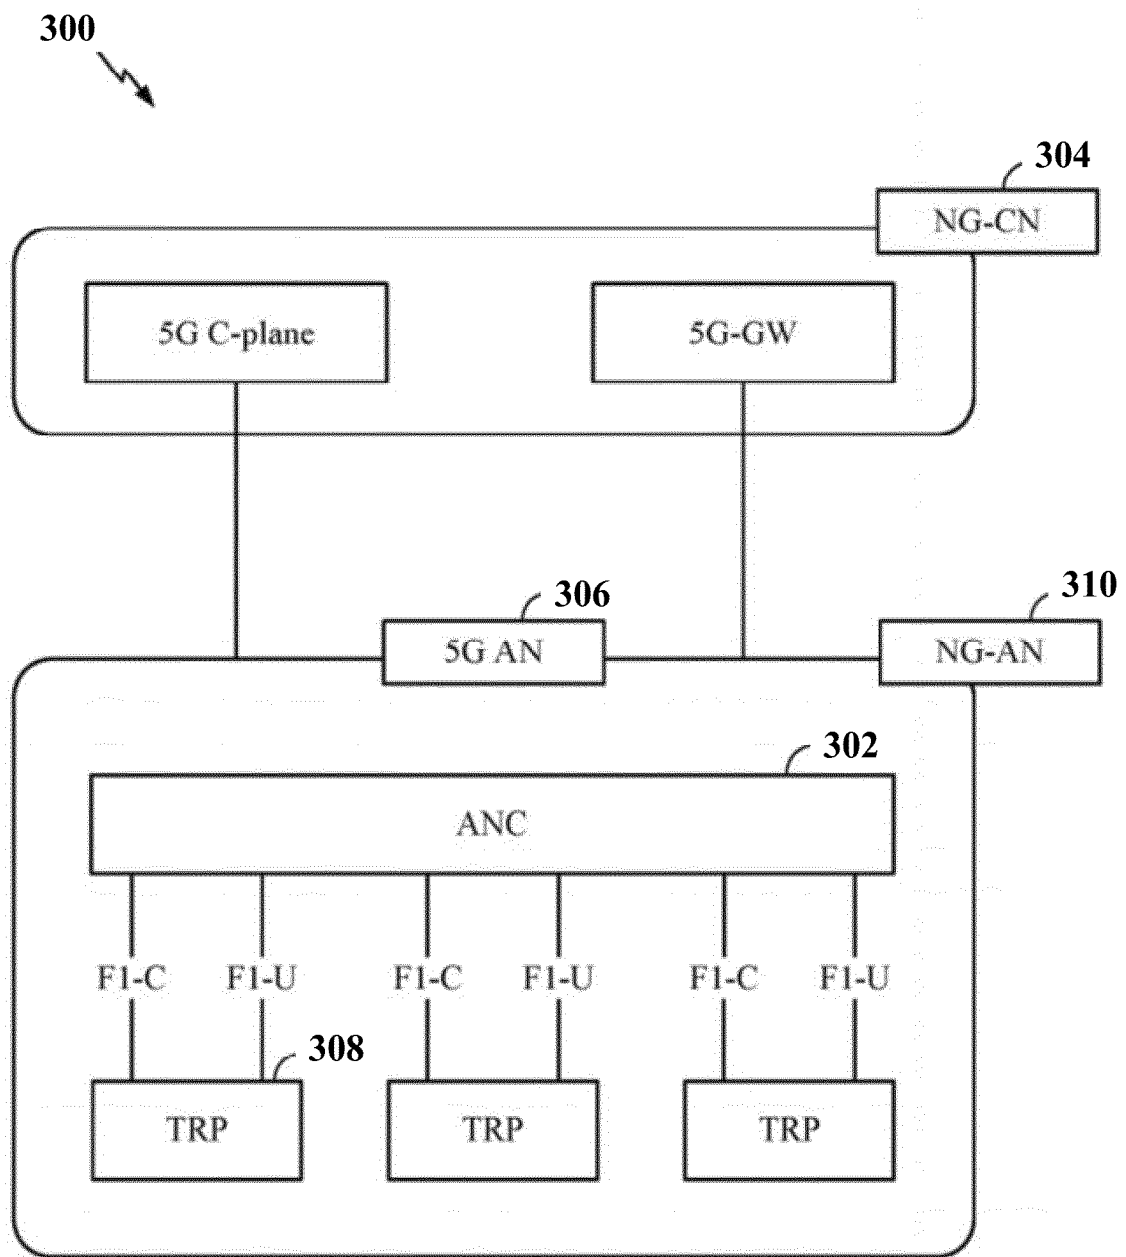 300
304
NG-CN
5G C-plane
5G-GW
306
310
5G AN
NG-AN
302
ANC
F1-C F1-U F1-C F1-U F1-C F1-U
308
TRP TRP TRP